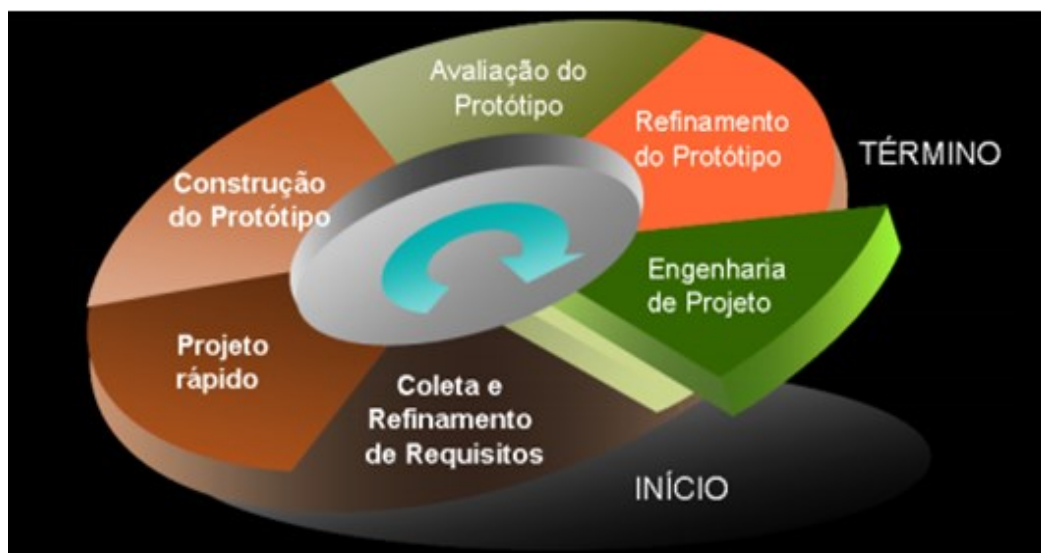 Avaliação do
Protótipo
Refinamento
do Protótipo
TÉRMINO
Construção
do Protótipo
Engenharia
de Projeto
Projeto
rápido
Coleta e
Refinamento
de Requisitos
INÍCIO